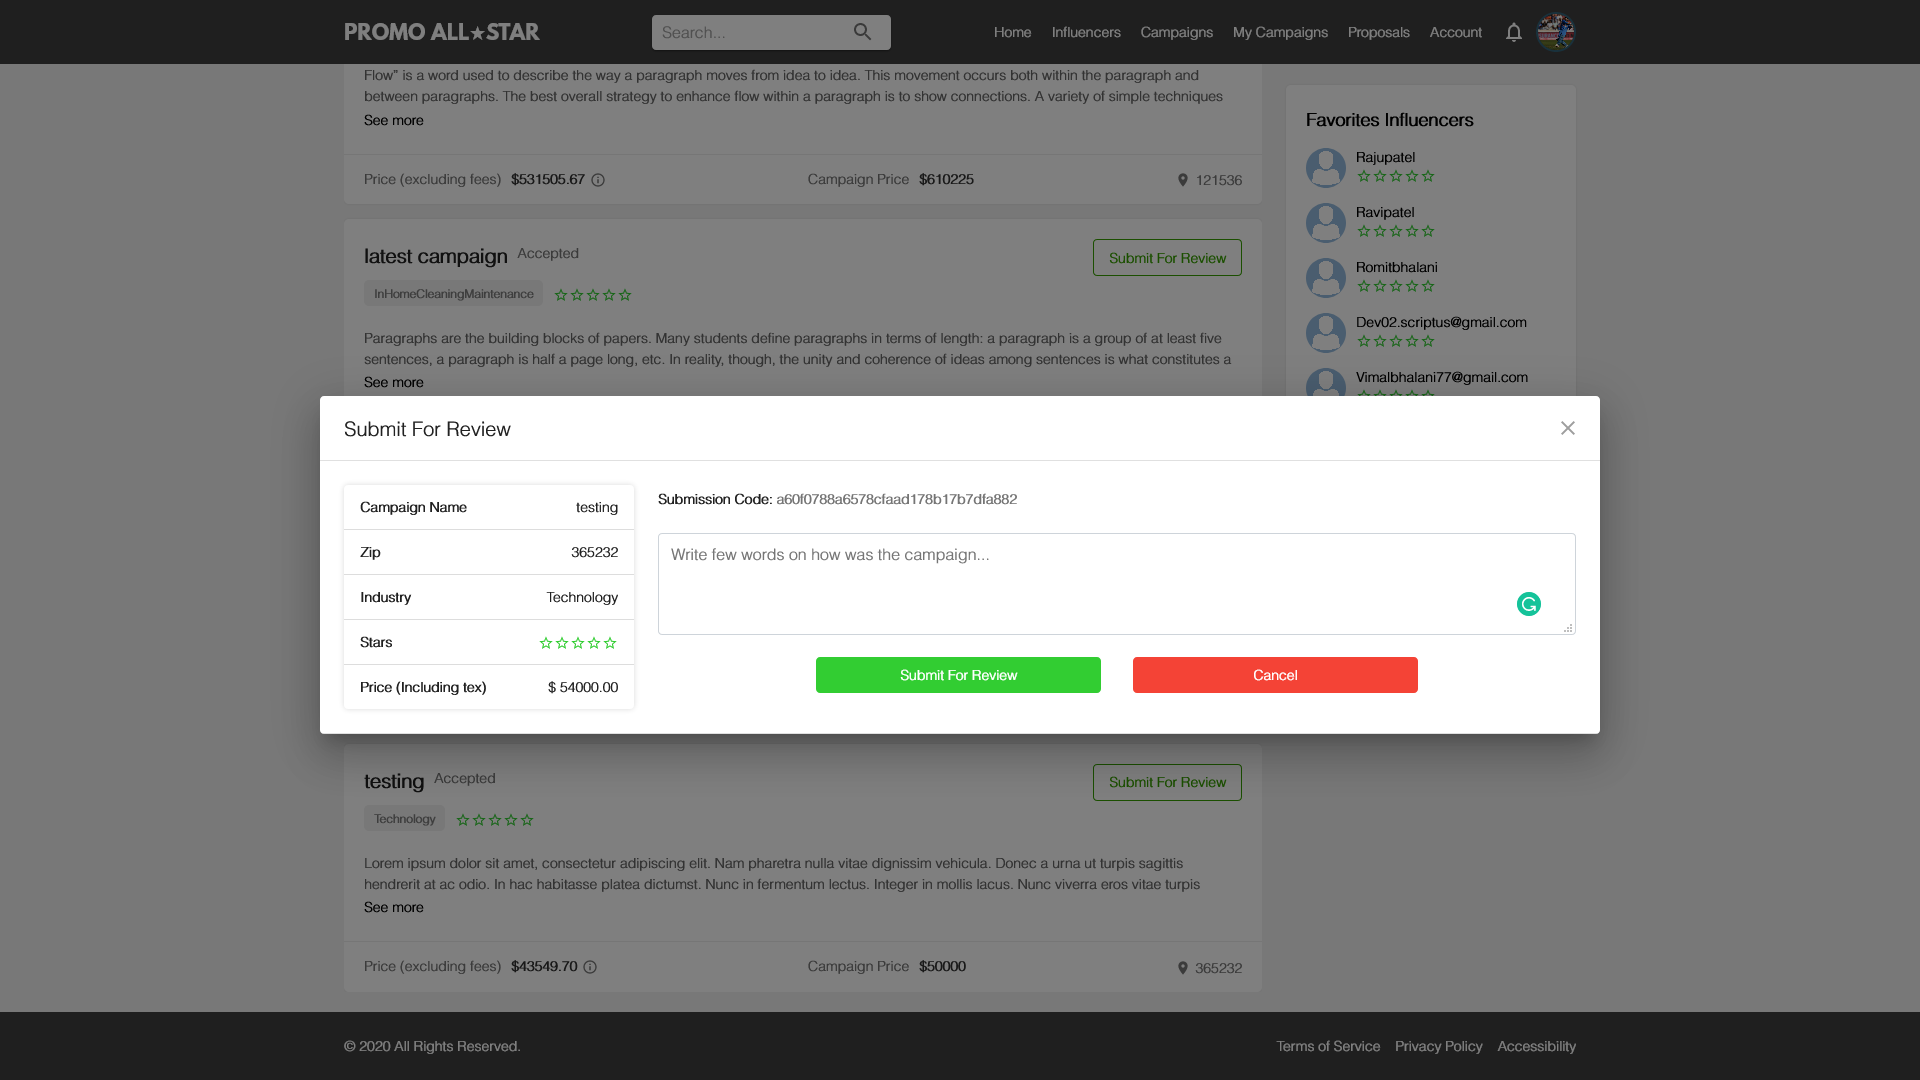 PROMO ALL★STAR
Search...
Home Influencers Campaigns My Campaigns Proposals Account
Flow” is a word used to describe the way a paragraph moves from idea to idea. This movement occurs both within the paragraph and
between paragraphs. The best overall strategy to enhance flow within a paragraph is to show connections. A variety of simple techniques
See more
Price (excluding fees) $531505.67
Campaign Price $610225
121536
latest campaign Accepted
Submit For Review
InHomeCleaningMaintenance
Paragraphs are the building blocks of papers. Many students define paragraphs in terms of length: a paragraph is a group of at least five
sentences, a paragraph is half a page long, etc. In reality, though, the unity and coherence of ideas among sentences is what constitutes a
See more
Favorites Influencers
Rajupatel
Ravipatel
Romitbhalani
Dev02.scriptus@gmail.com
Vimalbhalani77@gmail.com
Submit For Review
Campaign Name testing
Zip 365232
Industry Technology
Stars
Price (Including tex) $ 54000.00
Submission Code: a60f0788a6578cfaad178b17b7dfa882
Write few words on how was the campaign...
Submit For Review
Cancel
testing Accepted
Submit For Review
Technology
Lorem ipsum dolor sit amet, consectetur adipiscing elit. Nam pharetra nulla vitae dignissim vehicula. Donec a urna ut turpis sagittis
hendrerit at ac odio. In hac habitasse platea dictumst. Nunc in fermentum lectus. Integer in mollis lacus. Nunc viverra eros vitae turpis
See more
Price (excluding fees) $43549.70
Campaign Price $50000
365232
© 2020 All Rights Reserved.
Terms of Service Privacy Policy Accessibility